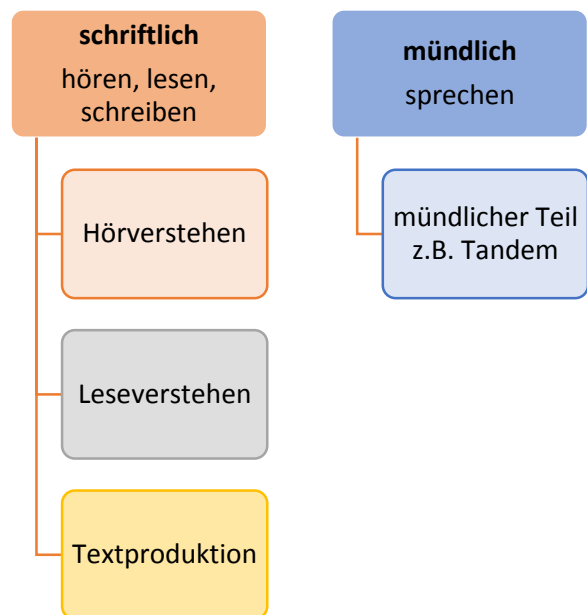 schriftlich
hören, lesen,
schreiben
Hörverstehen
Leseverstehen
Textproduktion
mündlich
sprechen
mündlicher Teil
z.B. Tandem